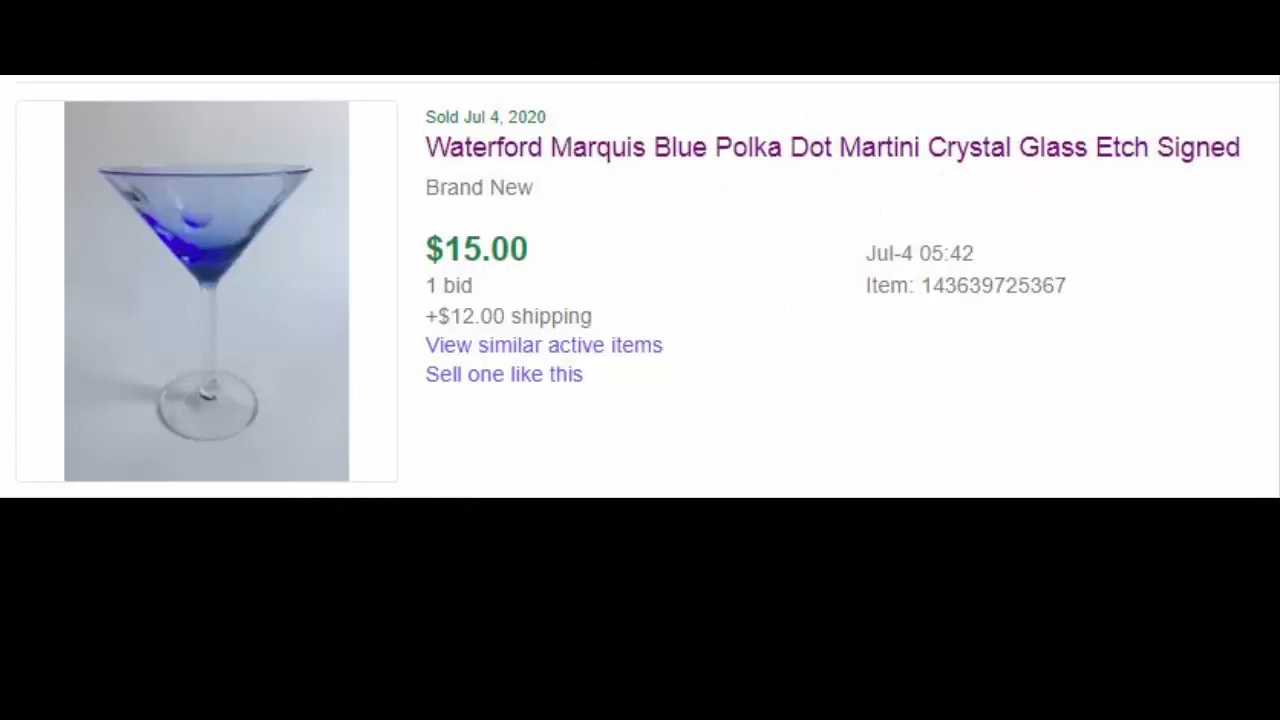 Sold Jul 4, 2020
Waterford Marquis Blue Polka Dot Martini Crystal Glass Etch Signed
Brand New
$15.00
Jul-4 05:42
1 bid
Item: 143639725367
+$12.00 shipping
View similar active items
Sell one like this